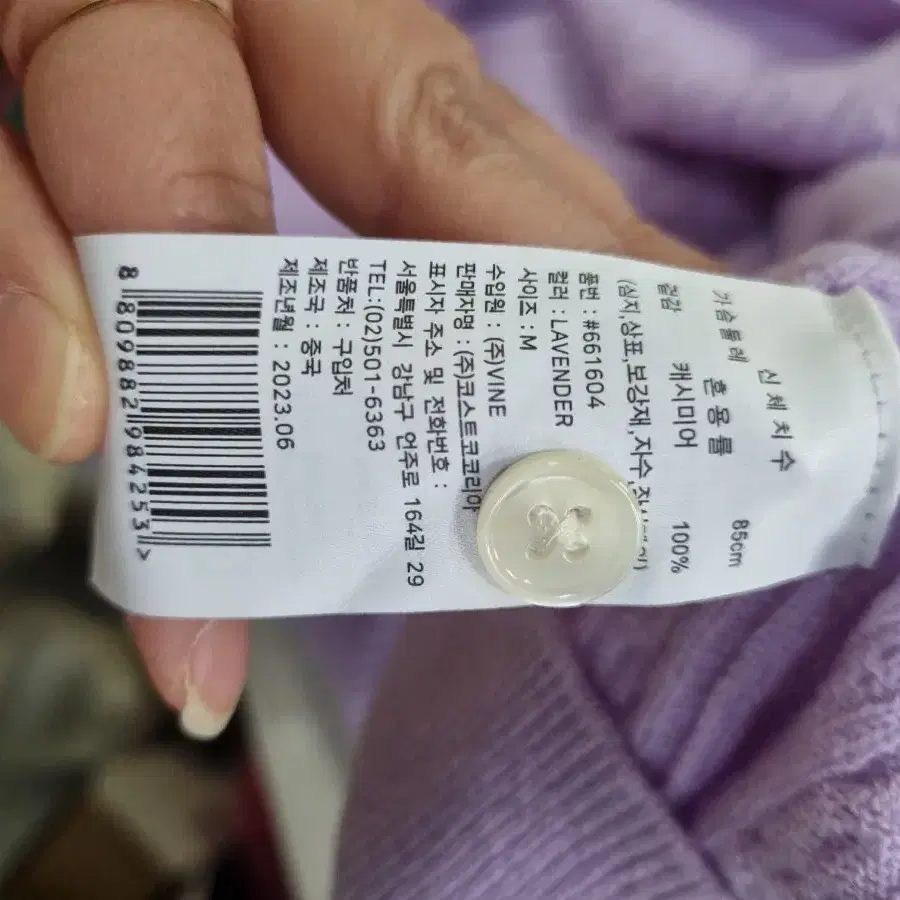 신체치수
가슴둘레 85cm
혼용률
겉감 캐시미어 100%
(심지,상표,보강재,자수
품번 : #661604
컬러 : LAVENDER
사이즈 : M
수입원 : (주)VINE
판매자명 : (주)코스트코코리아
표시자 주소 및 전화번호 :
서울특별시 강남구 언주로 164길 29
TEL:(02)501-6363
반품처 : 구입처
제조국 : 중국
제조년월 : 2023.06
8 809882 984253 >